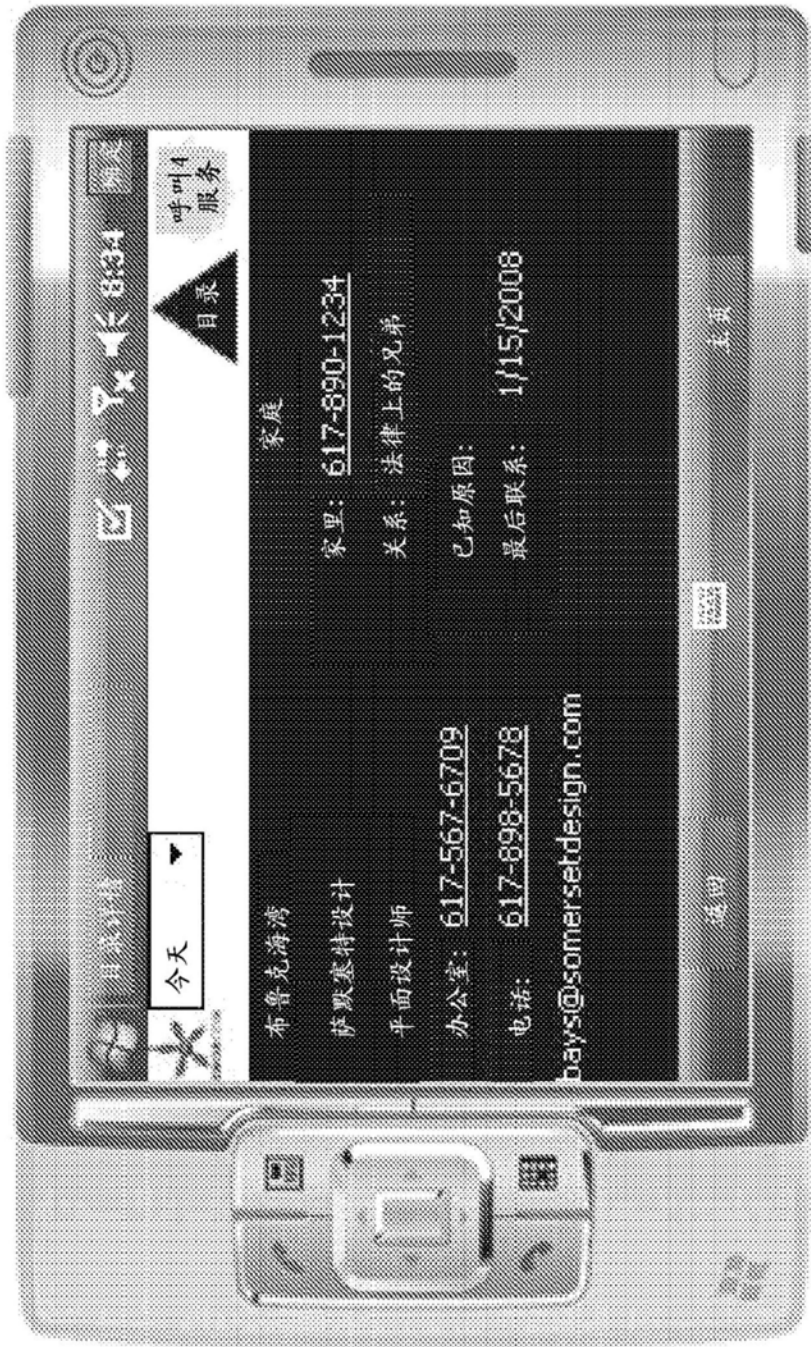 目录详情
8:34
确定
今天
目录
呼叫4
服务
布鲁克海湾
家庭
萨默塞特设计
家里: 617-890-1234
平面设计师
关系: 法律上的兄弟
办公室: 617-567-6709
已知原因:
电话: 617-898-5678
最后联系: 1/15/2008
bays@somersetdesign.com
返回
主页